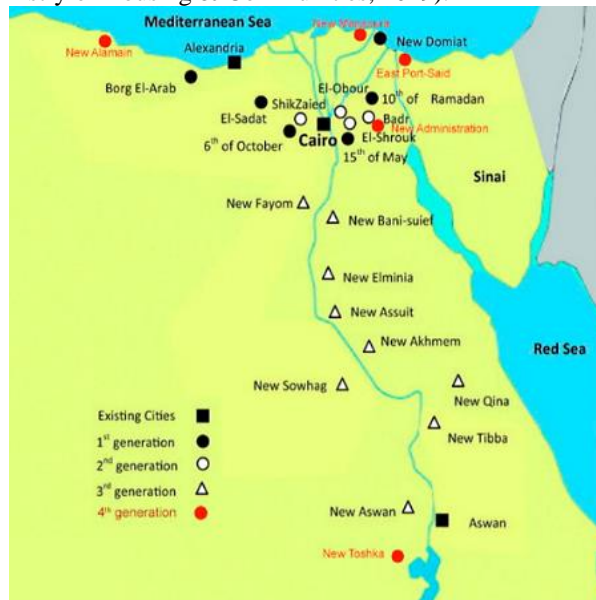 Mediterranean Sea
New Mansoura
New Alamain
Alexandria
New Domiat
East Port-Said
Borg El-Arab
El-Obour
10th of Ramadan
ShikZaied
El-Sadat
Badr
New Administration
6th of October
Cairo
El-Shrouk
15th of May
Sinai
New Fayom
New Bani-suief
New Elminia
New Assuit
New Akhmem
Red Sea
New Sowhag
New Qina
New Tibba
Existing Cities
1st generation
2nd generation
3rd generation
4th generation
New Aswan
Aswan
New Toshka